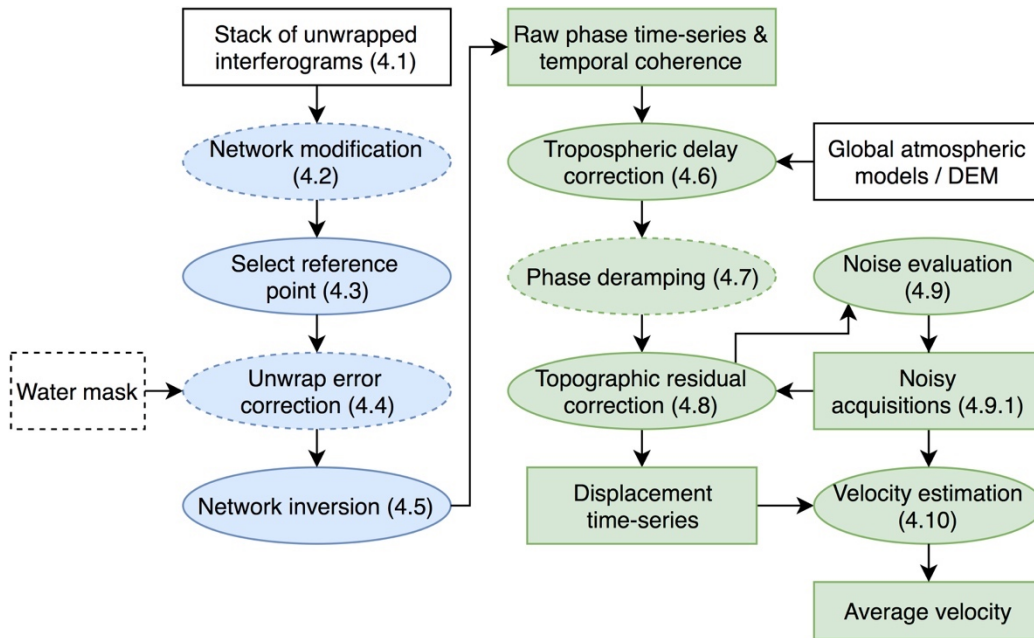 Stack of unwrapped
interferograms (4.1)
Network modification
(4.2)
Select reference
point (4.3)
Water mask
Unwrap error
correction (4.4)
Network inversion (4.5)
Raw phase time-series &
temporal coherence
Tropospheric delay
correction (4.6)
Global atmospheric
models / DEM
Phase deramping (4.7)
Noise evaluation
(4.9)
Topographic residual
correction (4.8)
Noisy
acquisitions (4.9.1)
Displacement
time-series
Velocity estimation
(4.10)
Average velocity